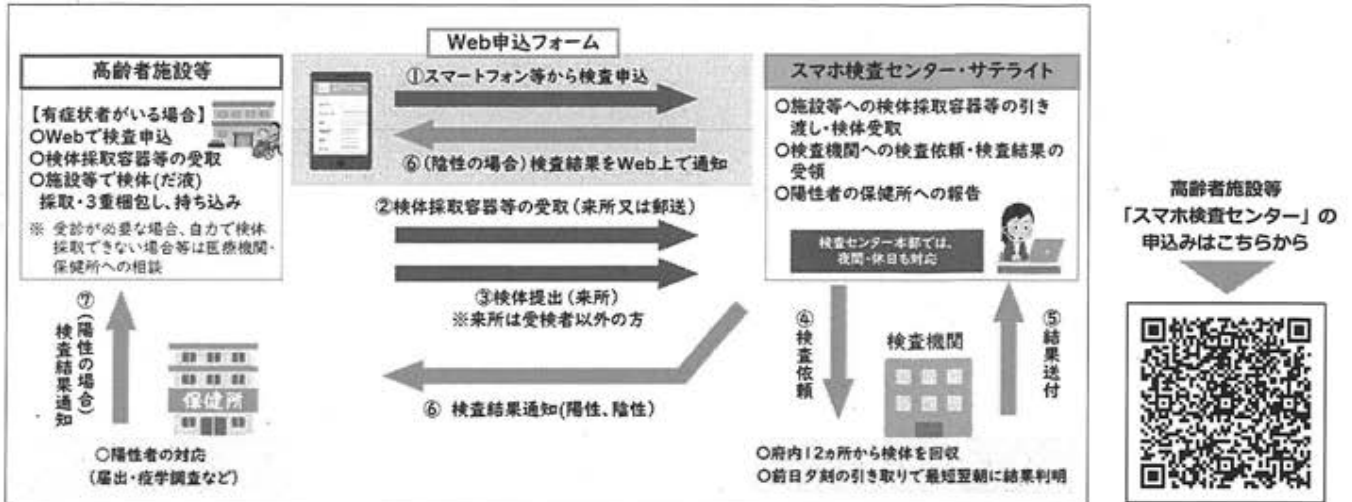 Web申込フォーム
高齢者施設等
【有症状者がいる場合】
○Webで検査申込
○検体採取容器等の受取
○施設等で検体(だ液)
採取・3重梱包し、持ち込み
※ 受診が必要な場合、自力で検体
採取できない場合等は医療機関・
保健所への相談
①スマートフォン等から検査申込
⑥(陰性の場合)検査結果をWeb上で通知
②検体採取容器等の受取(来所又は郵送)
③検体提出(来所)
※来所は受検者以外の方
⑥ 検査結果通知(陽性、陰性)
スマホ検査センター・サテライト
○施設等への検体採取容器等の引き
渡し・検体受取
○検査機関への検査依頼・検査結果の
受領
○陽性者の保健所への報告
検査センター本部では、
夜間・休日も対応
④検査依頼
検査機関
⑤結果送付
○府内12ヵ所から検体を回収
○前日夕刻の引き取りで最短翌朝に結果判明
⑦(陽性の場合)
検査結果通知
保健所
○陽性者の対応
(届出・疫学調査など)
高齢者施設等
「スマホ検査センター」の
申込みはこちらから